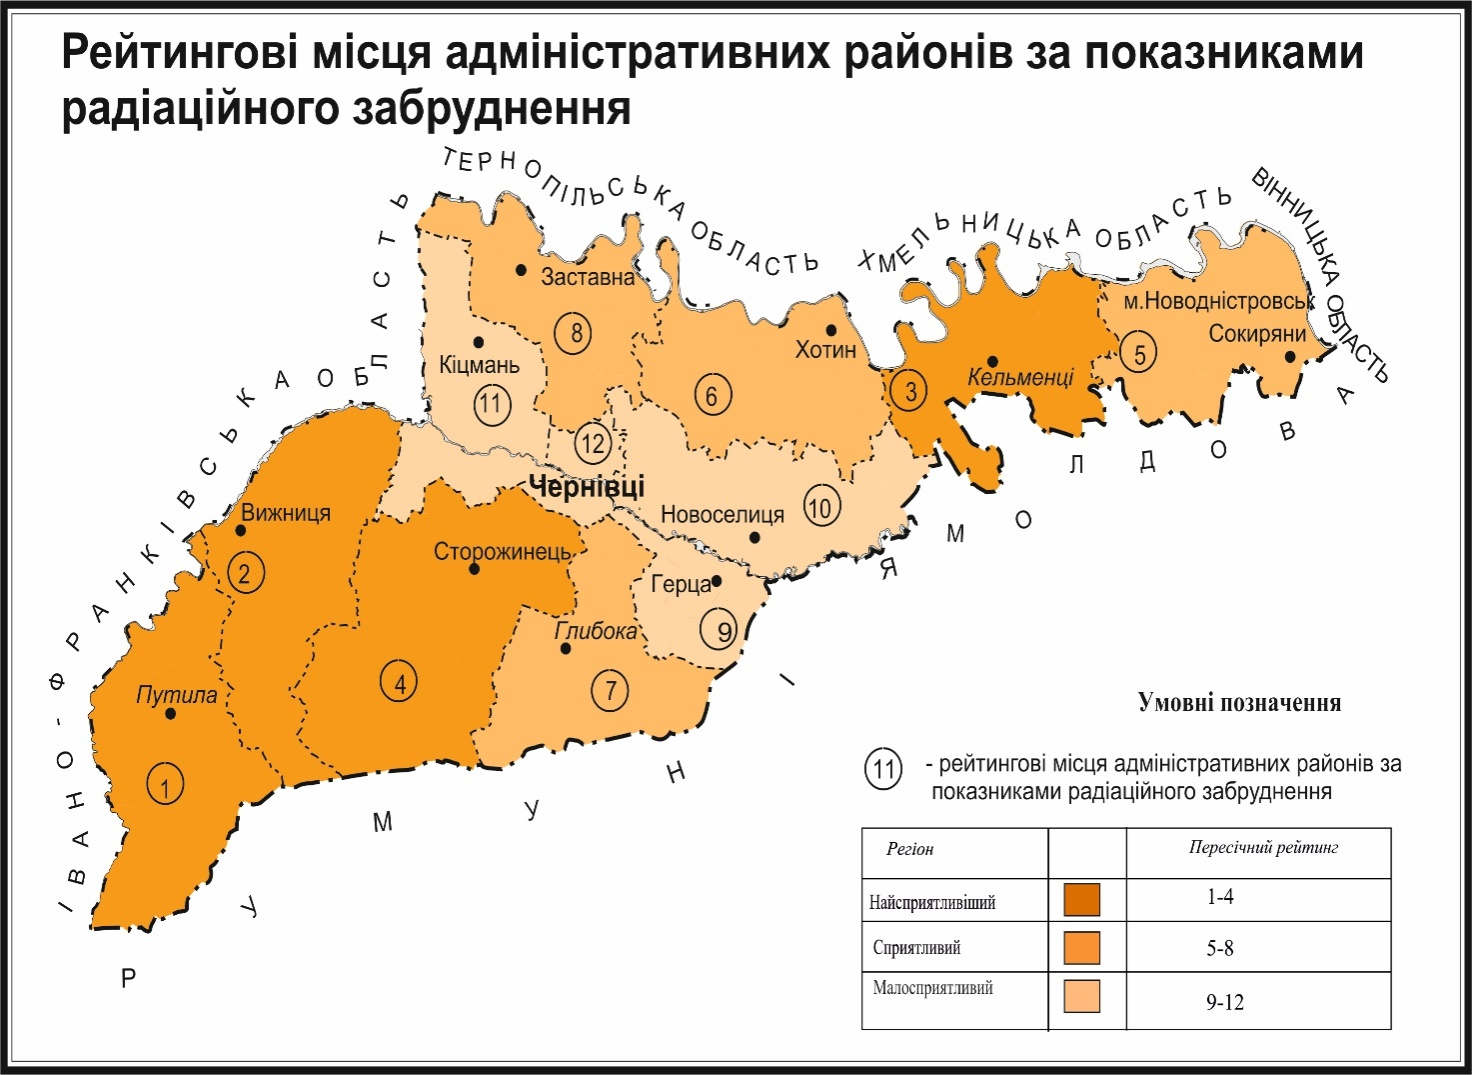 Рейтингові місця адміністративних районів за показниками
радіаційного забруднення
ТЕРНОПІЛЬСЬКА ОБЛАСТЬ
ХМЕЛЬНИЦЬКА ОБЛАСТЬ
ВІННИЦЬКА ОБЛАСТЬ
ІВАНО-ФРАНКІВСЬКА ОБЛАСТЬ
Заставна
8
м.Новодністровськ
Сокиряни
5
Хотин
6
Кельменці
3
Кіцмань
11
12
Чернівці
Вижниця
2
Новоселиця
10
Сторожинець
4
Герца
9
Глибока
7
Путила
1
МОЛДОВА
РУМУНІЯ
Умовні позначення
11 - рейтингові місця адміністративних районів за
показниками радіаційного забруднення
Регіон Пересічний рейтинг
Найсприятливіший 1-4
Сприятливий 5-8
Малосприятливий 9-12